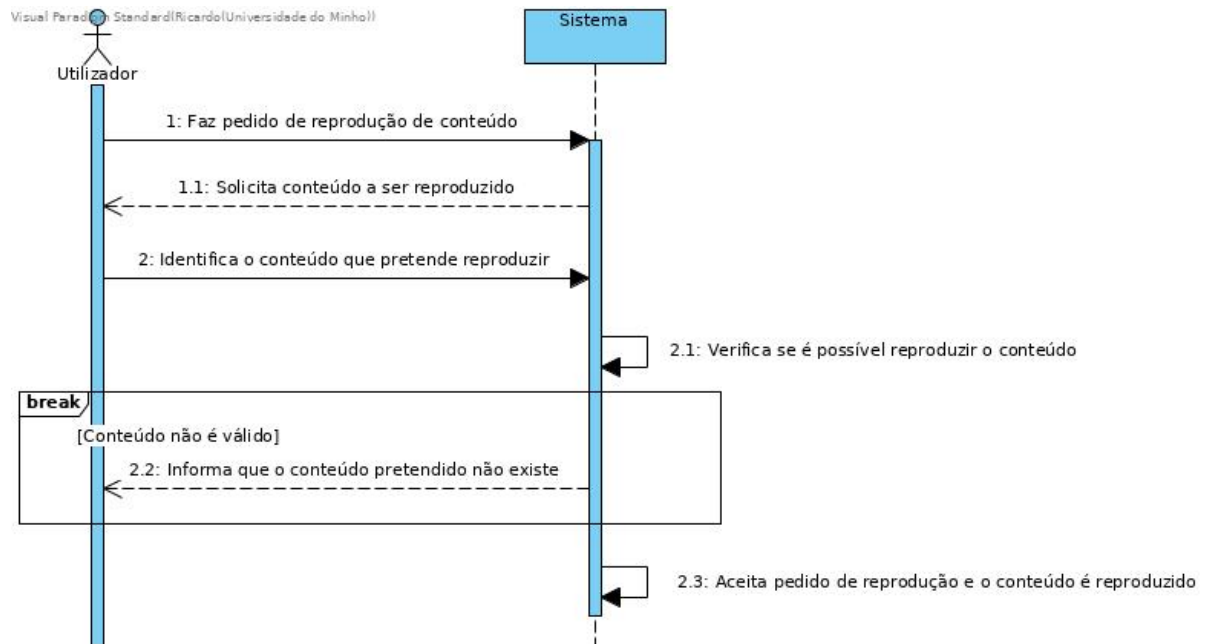 Visual Paradigm Standard(Ricardo(Universidade do Minho))
Sistema
Utilizador
1: Faz pedido de reprodução de conteúdo
1.1: Solicita conteúdo a ser reproduzido
2: Identifica o conteúdo que pretende reproduzir
2.1: Verifica se é possível reproduzir o conteúdo
break
[Conteúdo não é válido]
2.2: Informa que o conteúdo pretendido não existe
2.3: Aceita pedido de reprodução e o conteúdo é reproduzido